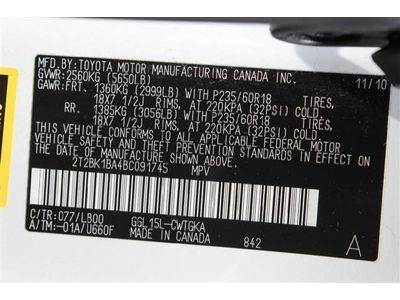 MFD. BY: TOYOTA MOTOR MANUFACTURING CANADA INC.
GVWR: 2560KG (5650LB) 11/10
GAWR: FRT. 1360KG (2999LB) WITH P235/60R18 TIRES,
18X7 1/2J RIMS, AT 220KPA (32PSI) COLD.
RR. 1385KG (3056LB) WITH P235/60R18 TIRES,
18X7 1/2J RIMS, AT 220KPA (32PSI) COLD.
THIS VEHICLE CONFORMS TO ALL APPLICABLE FEDERAL MOTOR
VEHICLE SAFETY STANDARDS IN EFFECT ON THE
DATE OF MANUFACTURE SHOWN ABOVE.
2T2BK1BA4BC091745 MPV
C/TR: 077/LB00 GGL15L-CWTGKA
A/TM:-01A/U660F MADE IN CANADA 842 A